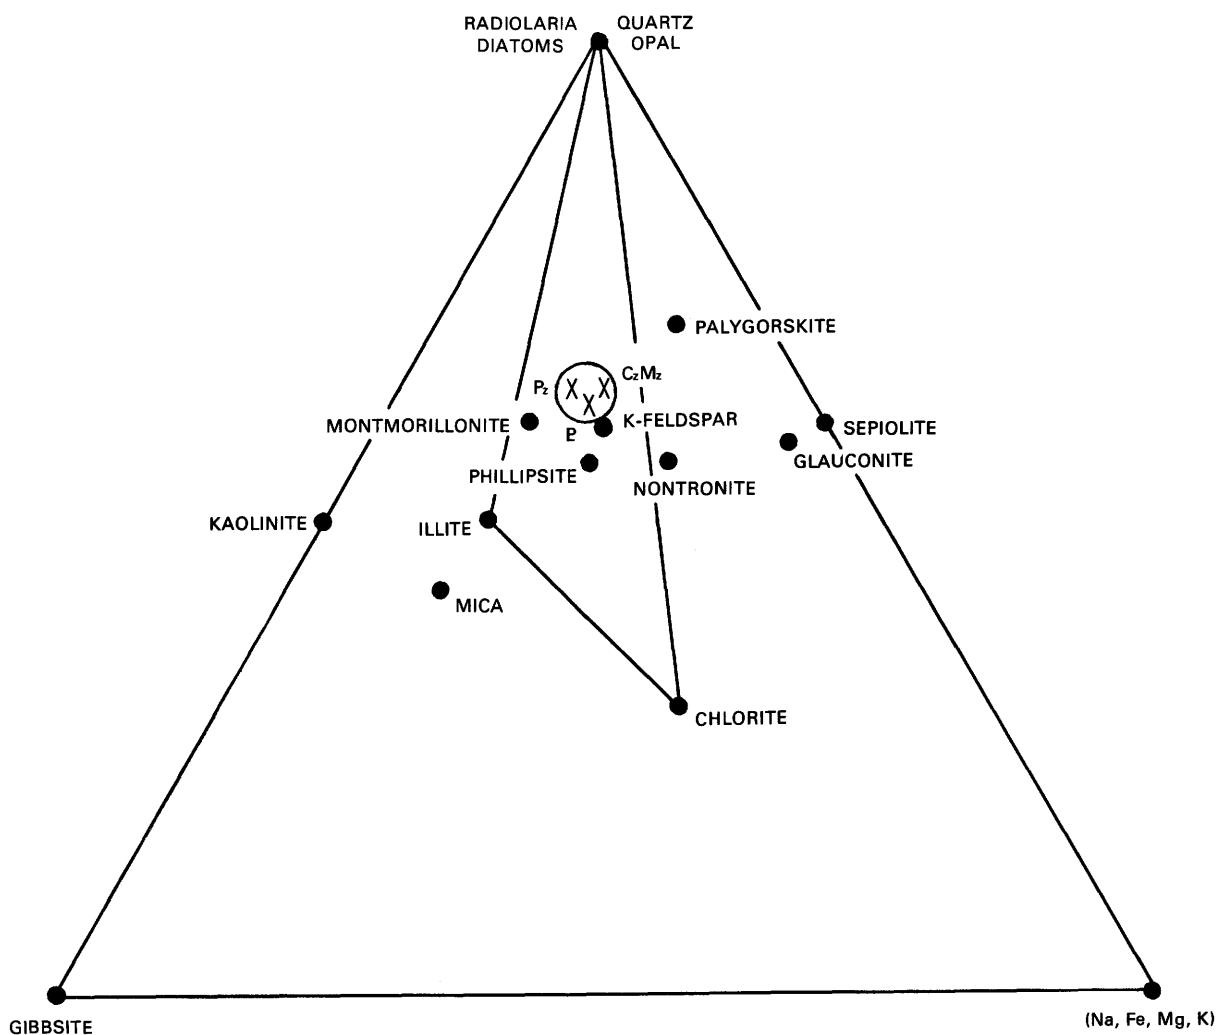 RADIOLARIA QUARTZ
DIATOMS OPAL
PALYGORSKITE
Pz CzMz
X X
X
MONTMORILLONITE K-FELDSPAR SEPIOLITE
GLAUCONITE
PHILLIPSITE NONTRONITE
KAOLINITE ILLITE
MICA
CHLORITE
GIBBSITE (Na, Fe, Mg, K)